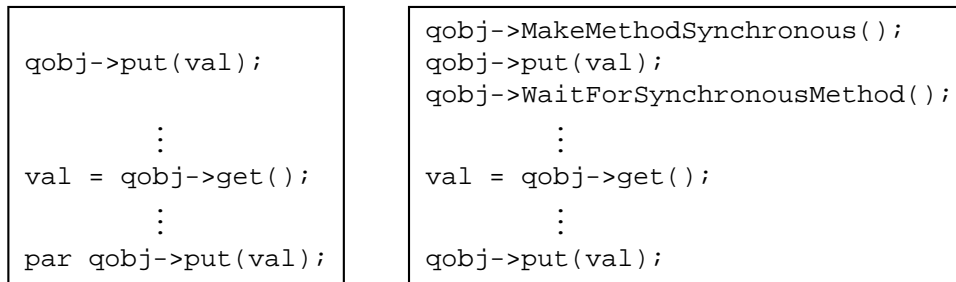 qobj->put(val);
⋮
val = qobj->get();
⋮
par qobj->put(val);
qobj->MakeMethodSynchronous();
qobj->put(val);
qobj->WaitForSynchronousMethod();
⋮
val = qobj->get();
⋮
qobj->put(val);